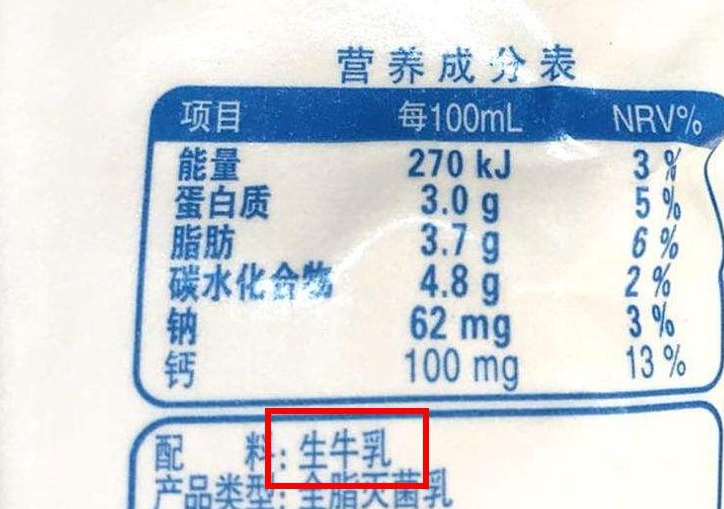 营养成分表
项目 每100mL NRV%
能量 270 kJ 3 %
蛋白质 3.0 g 5 %
脂肪 3.7 g 6 %
碳水化合物 4.8 g 2 %
钠 62 mg 3 %
钙 100 mg 13 %
配 料: 生牛乳
产品类型: 全脂灭菌乳